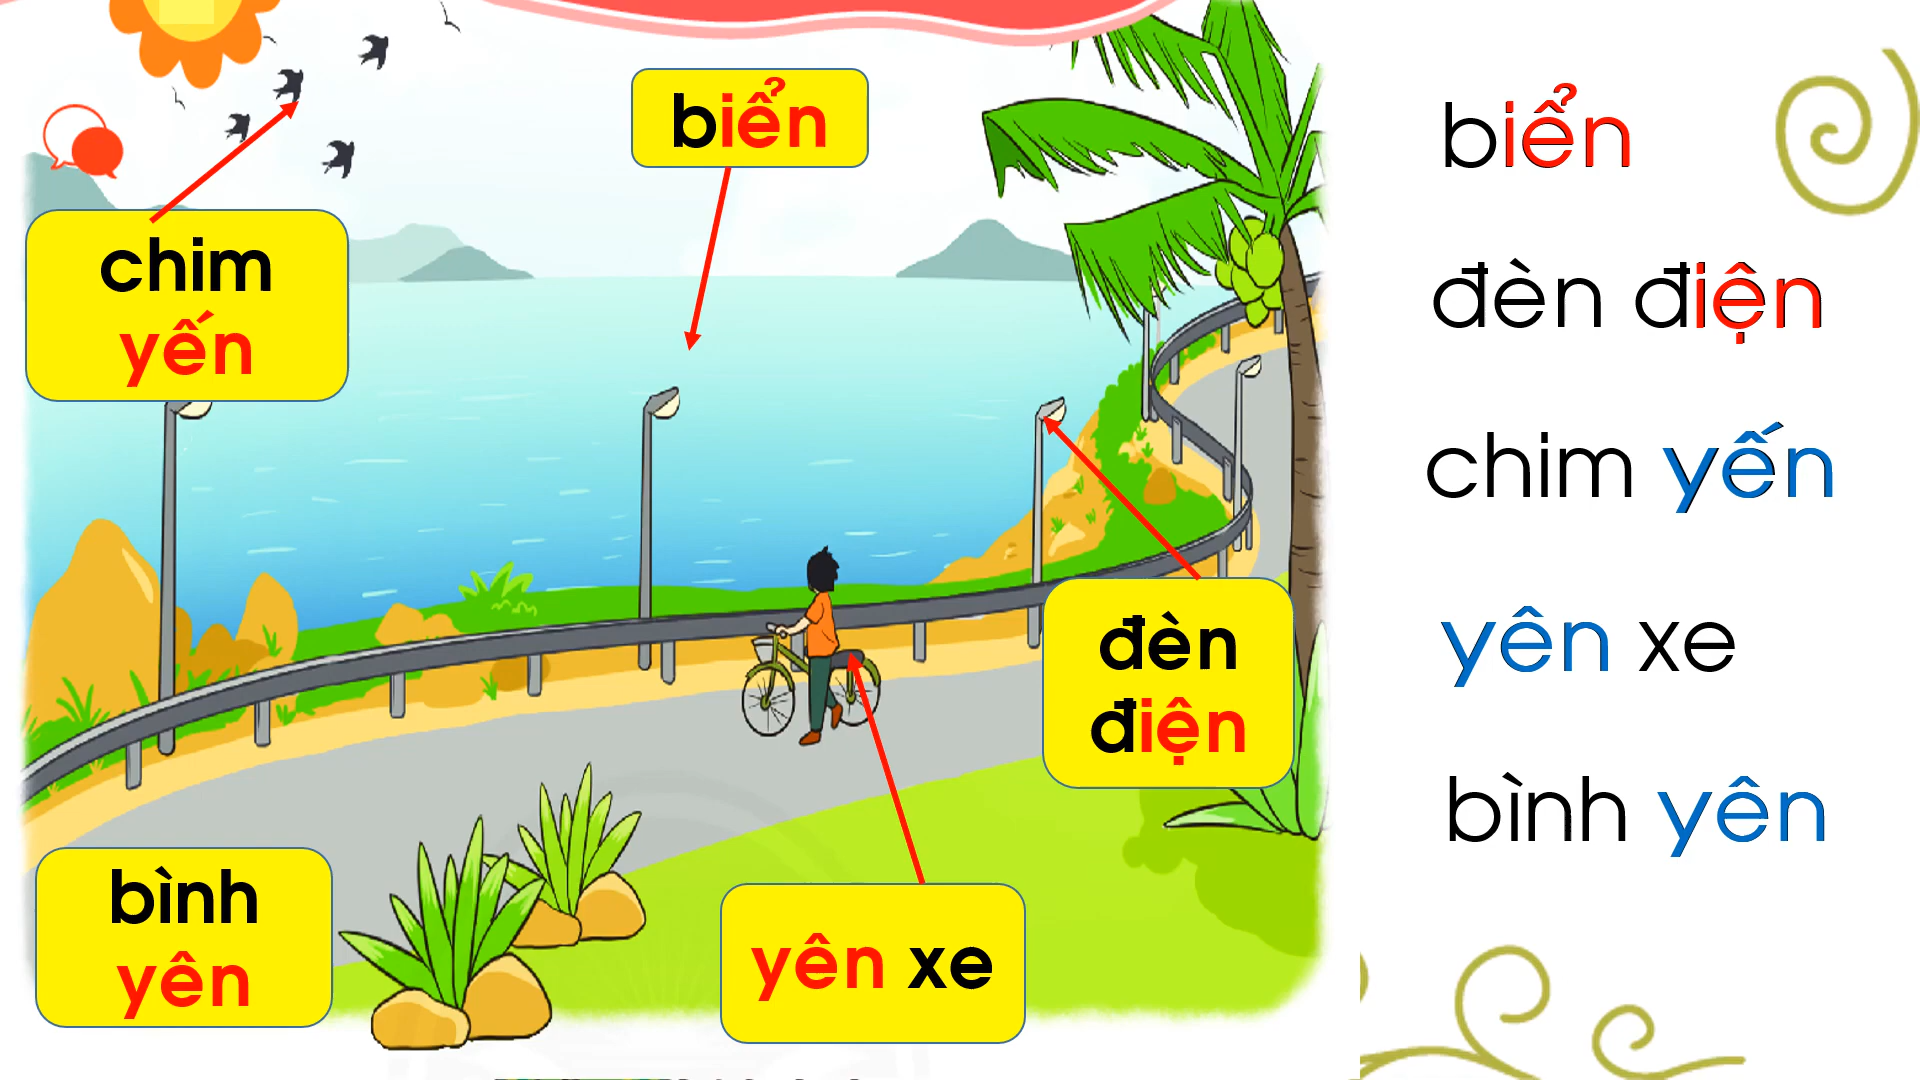 biển
chim
yến
đèn
điện
bình
yên
yên xe
biển
đèn điện
chim yến
yên xe
bình yên